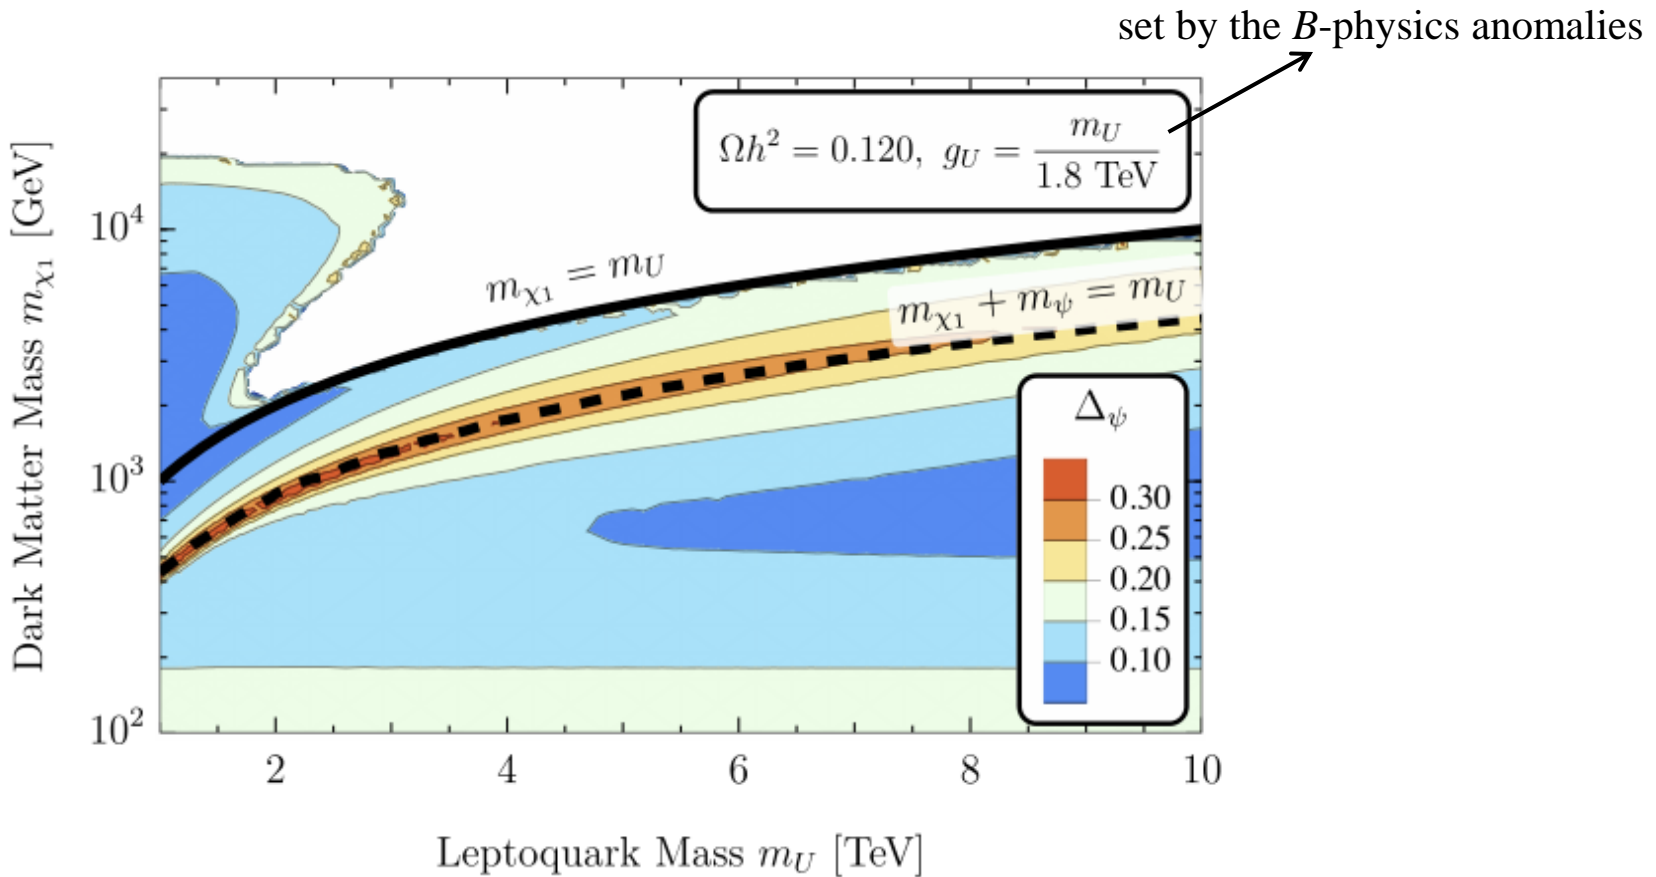 set by the B-physics anomalies
Ωh² = 0.120, g_U = m_U / 1.8 TeV
m_χ1 = m_U
m_χ1 + m_ψ = m_U
Δ_ψ
0.30
0.25
0.20
0.15
0.10
Dark Matter Mass m_χ1 [GeV]
10⁴
10³
10²
2 4 6 8 10
Leptoquark Mass m_U [TeV]